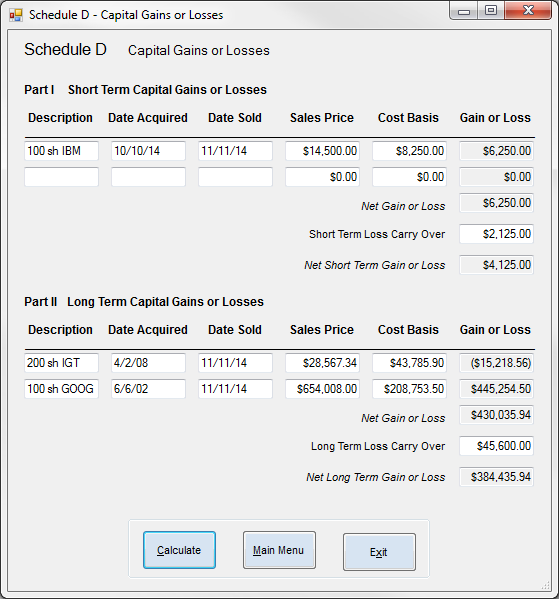 Schedule D - Capital Gains or Losses
Schedule D Capital Gains or Losses
Part I Short Term Capital Gains or Losses
Description Date Acquired Date Sold Sales Price Cost Basis Gain or Loss
100 sh IBM 10/10/14 11/11/14 $14,500.00 $8,250.00 $6,250.00
$0.00 $0.00 $0.00
Net Gain or Loss $6,250.00
Short Term Loss Carry Over $2,125.00
Net Short Term Gain or Loss $4,125.00
Part II Long Term Capital Gains or Losses
Description Date Acquired Date Sold Sales Price Cost Basis Gain or Loss
200 sh IGT 4/2/08 11/11/14 $28,567.34 $43,785.90 ($15,218.56)
100 sh GOOG 6/6/02 11/11/14 $654,008.00 $208,753.50 $445,254.50
Net Gain or Loss $430,035.94
Long Term Loss Carry Over $45,600.00
Net Long Term Gain or Loss $384,435.94
Calculate Main Menu Exit